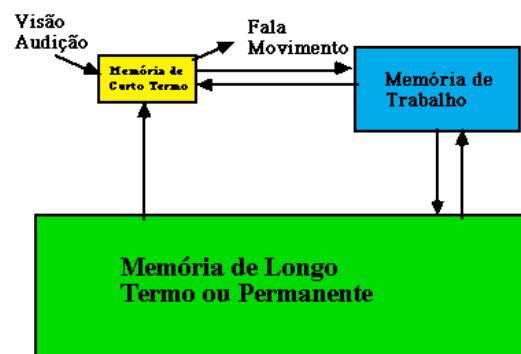 Visão
Audição
Fala
Movimento
Memória de
Curto Termo
Memória de
Trabalho
Memória de Longo
Termo ou Permanente